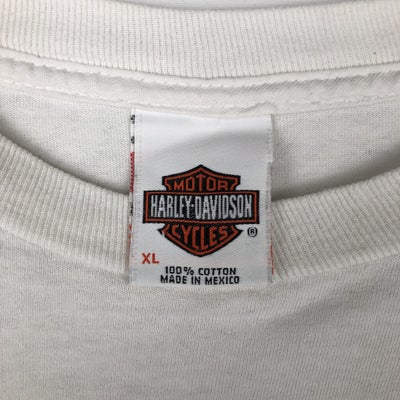 MOTOR
HARLEY-DAVIDSON
CYCLES
®
XL
100% COTTON
MADE IN MEXICO